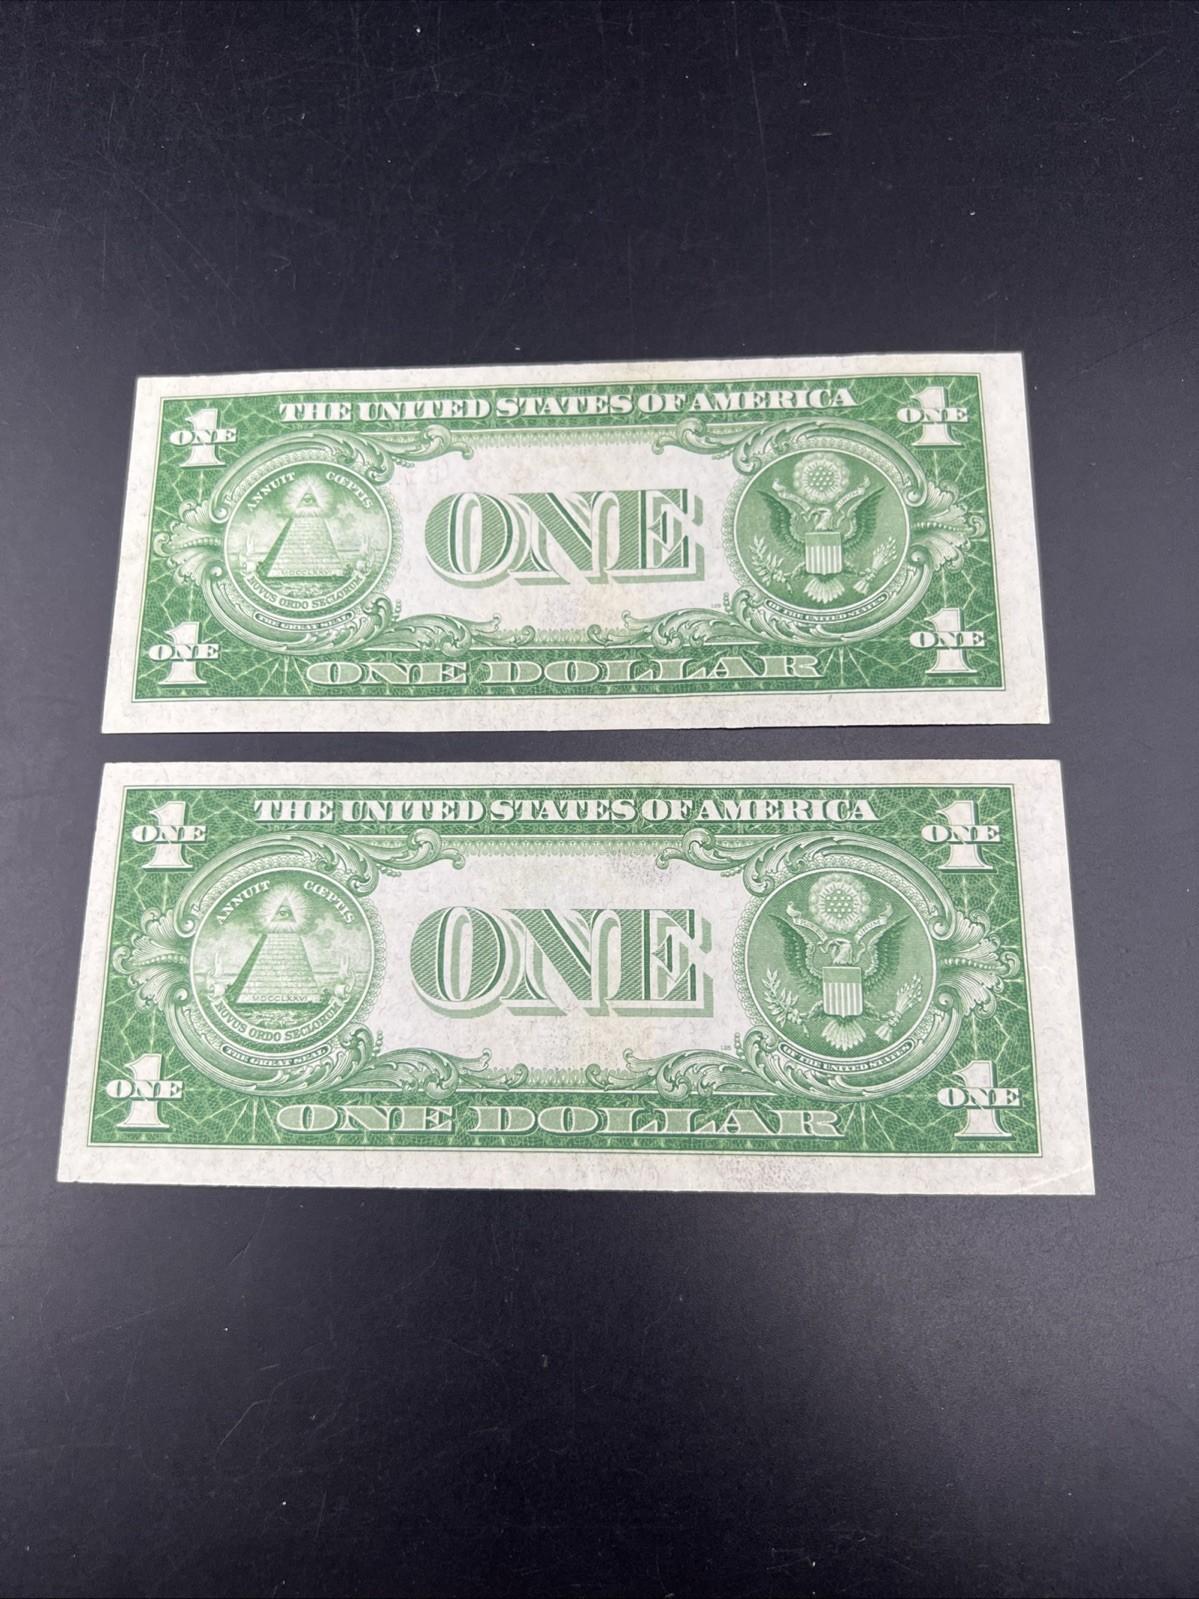 THE UNITED STATES OF AMERICA
1 ONE
1 ONE
ANNUIT CŒPTIS
MDCCLXXVI
NOVUS ORDO SECLORUM
THE GREAT SEAL
ONE
OF THE UNITED STATES
1 ONE
1 ONE
ONE DOLLAR
THE UNITED STATES OF AMERICA
1 ONE
1 ONE
ANNUIT CŒPTIS
MDCCLXXVI
NOVUS ORDO SECLORUM
THE GREAT SEAL
ONE
OF THE UNITED STATES
1 ONE
1 ONE
ONE DOLLAR